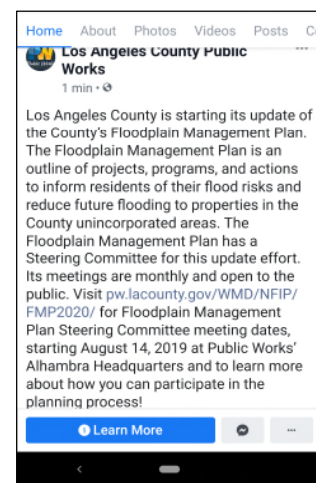 Home About Photos Videos Posts
Los Angeles County Public
Works
1 min •
Los Angeles County is starting its update of
the County's Floodplain Management Plan.
The Floodplain Management Plan is an
outline of projects, programs, and actions
to inform residents of their flood risks and
reduce future flooding to properties in the
County unincorporated areas. The
Floodplain Management Plan has a
Steering Committee for this update effort.
Its meetings are monthly and open to the
public. Visit pw.lacounty.gov/WMD/NFIP/
FMP2020/ for Floodplain Management
Plan Steering Committee meeting dates,
starting August 14, 2019 at Public Works'
Alhambra Headquarters and to learn more
about how you can participate in the
planning process!
Learn More